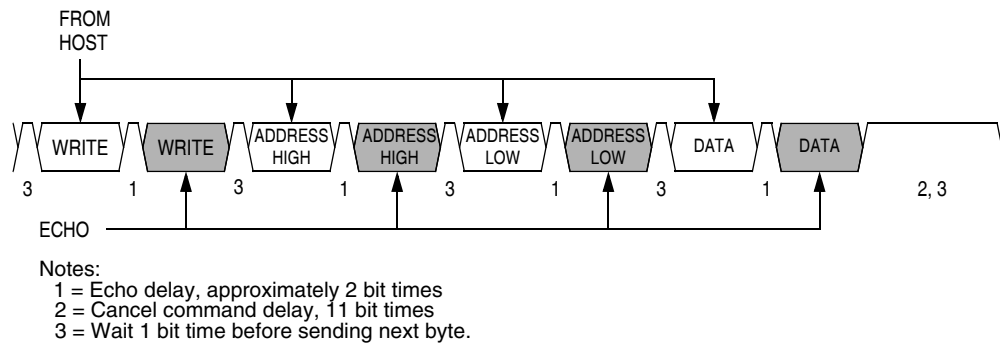 FROM
HOST
WRITE WRITE ADDRESS HIGH ADDRESS HIGH ADDRESS LOW ADDRESS LOW DATA DATA
3 1 3 1 3 1 3 1 2, 3
ECHO
Notes:
1 = Echo delay, approximately 2 bit times
2 = Cancel command delay, 11 bit times
3 = Wait 1 bit time before sending next byte.